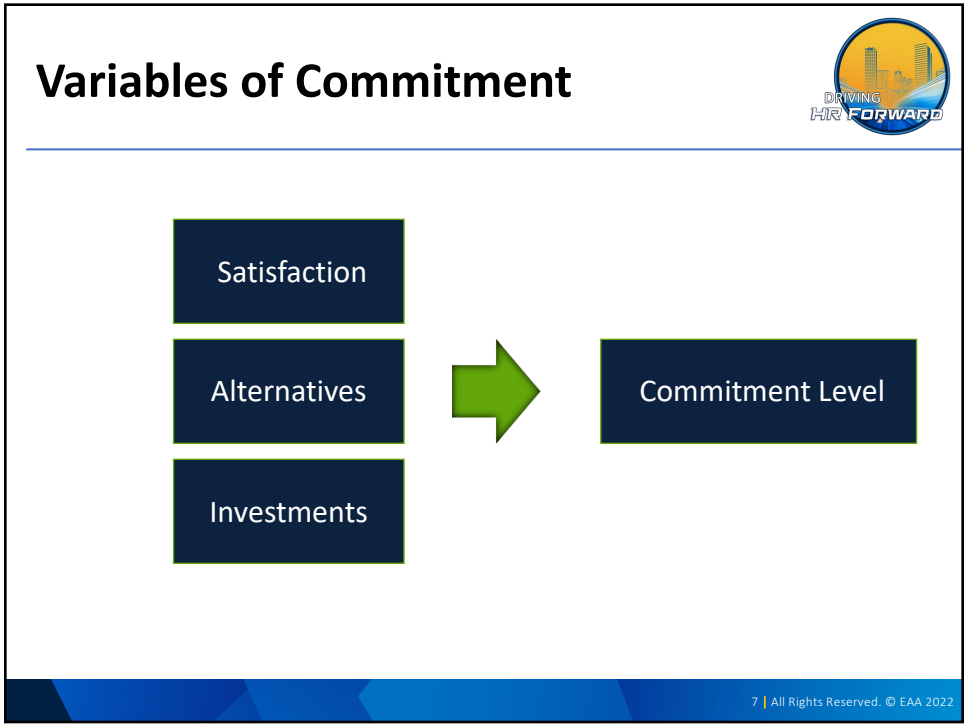 Variables of Commitment
DRIVING
HR FORWARD
Satisfaction
Alternatives
Commitment Level
Investments
7 | All Rights Reserved. © EAA 2022